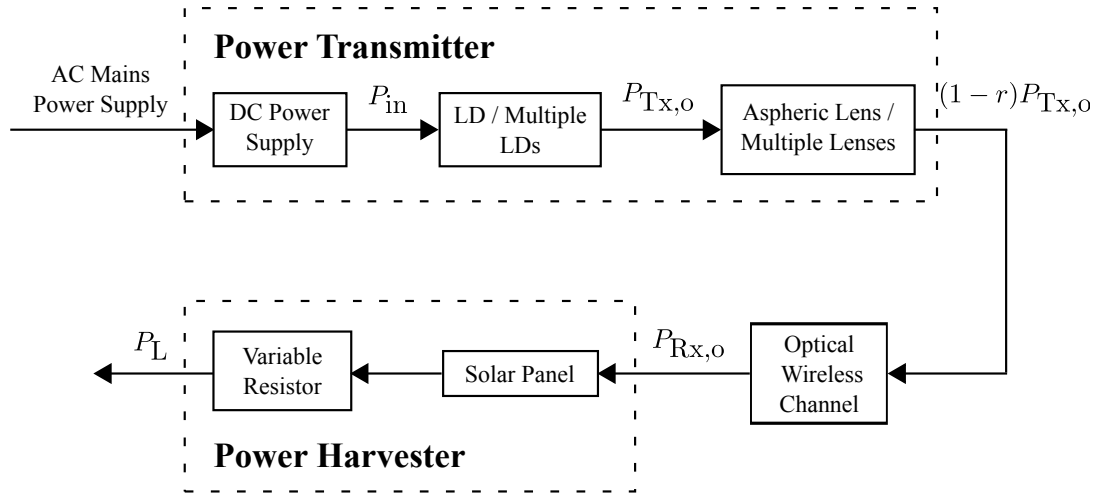 Power Transmitter
AC Mains
Power Supply
DC Power
Supply
P_in
LD / Multiple
LDs
P_Tx,o
Aspheric Lens /
Multiple Lenses
(1 − r)P_Tx,o
P_L
Variable
Resistor
Solar Panel
P_Rx,o
Optical
Wireless
Channel
Power Harvester